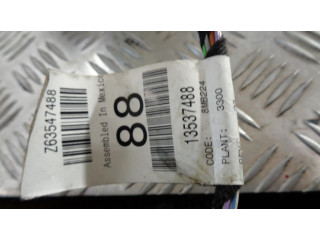 Z63547488
Assembled In Mexico
88
13537488
CODE: 8MB224
PLANT: 3300